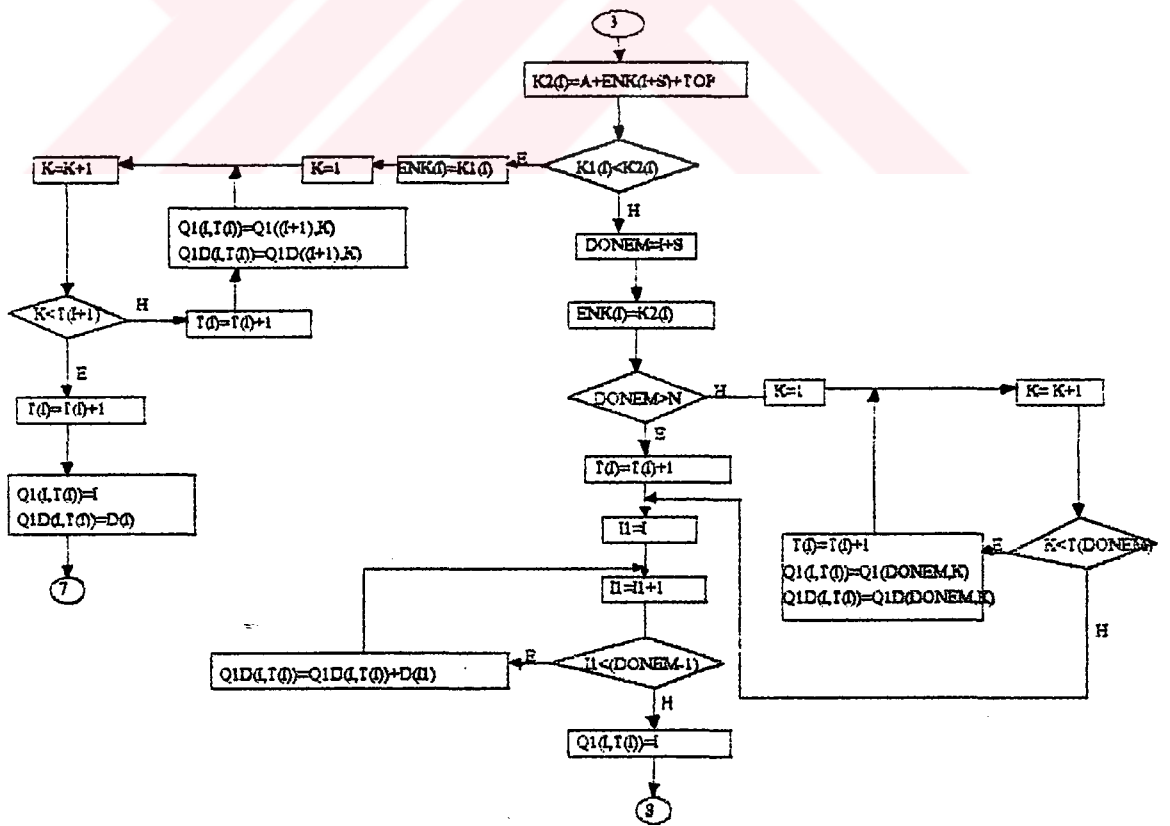 3
K2(I)=A+ENK(I+S)+TOP
K1(I)<K2(I)
E
ENK(I)=K1(I)
K=1
K=K+1
Q1(I,T(I))=Q1((I+1),K)
Q1D(I,T(I))=Q1D((I+1),K)
K<T(I+1)
H
T(I)=T(I)+1
E
T(I)=T(I)+1
Q1(I,T(I))=I
Q1D(I,T(I))=D(I)
7
H
DONEM=I+S
ENK(I)=K2(I)
DONEM>N
H
K=1
K=K+1
E
T(I)=T(I)+1
K<T(DONEM)
E
T(I)=T(I)+1
Q1(I,T(I))=Q1(DONEM,K)
Q1D(I,T(I))=Q1D(DONEM,K)
H
I1=I
I1=I1+1
I1<(DONEM-1)
E
Q1D(I,T(I))=Q1D(I,T(I))+D(I1)
H
Q1(I,T(I))=I